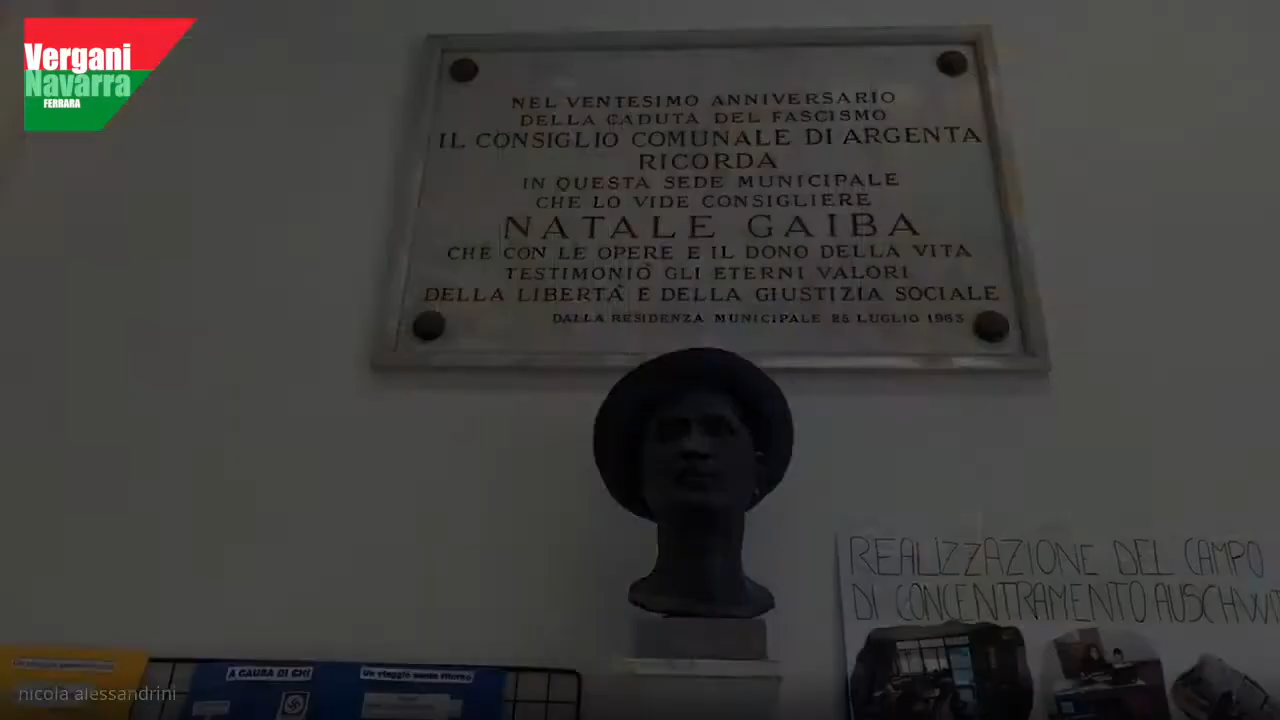 Vergani
Navarra
FERRARA
NEL VENTESIMO ANNIVERSARIO
DELLA CADUTA DEL FASCISMO
IL CONSIGLIO COMUNALE DI ARGENTA
RICORDA
IN QUESTA SEDE MUNICIPALE
CHE LO VIDE CONSIGLIERE
NATALE GAIBA
CHE CON LE OPERE E IL DONO DELLA VITA
TESTIMONIÒ GLI ETERNI VALORI
DELLA LIBERTÀ E DELLA GIUSTIZIA SOCIALE
DALLA RESIDENZA MUNICIPALE 25 LUGLIO 1963
REALIZZAZIONE DEL CAMPO
DI CONCENTRAMENTO AUSCHWIT
A CAUSA DI CHI
Un viaggio senza ritorno
nicola alessandrini